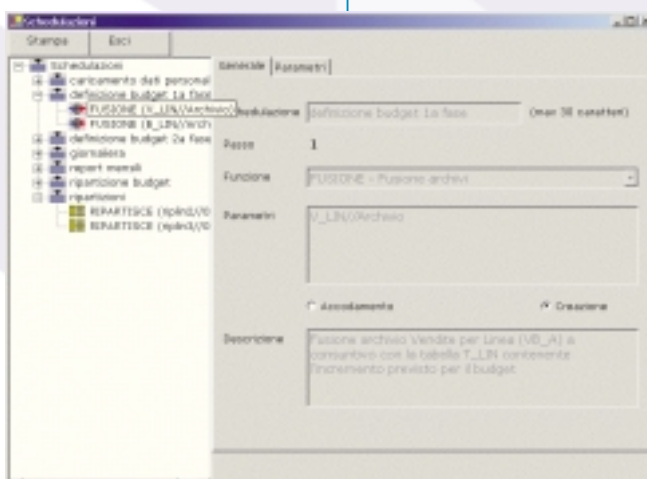 Schedulazioni
Stampa Esci
Schedulazioni
caricamento dati personal
definizione budget 1a fase
FUSIONE (V_LIN//Archivio)
FUSIONE (B_LIN//Arch
definizione budget 2a fase
giornaliera
report mensili
ripartizione budget
ripartizioni
RIPARTISCE
RIPARTISCE
Generale Parametri
Schedulazione definizione budget 1a fase (max 30 caratteri)
Passo 1
Funzione FUSIONE - Fusione archivi
Parametri V_LIN//Archivio
Accodamento Creazione
Descrizione Fusione archivio Vendite per Linea (VB_A) a
consuntivo con la tabella T_LIN contenente
l'incremento previsto per il budget